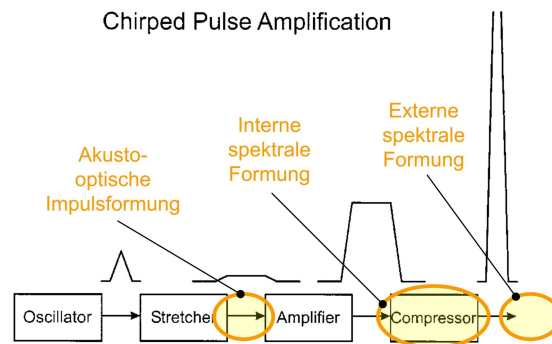 Chirped Pulse Amplification
Akusto-
optische
Impulsformung
Interne
spektrale
Formung
Externe
spektrale
Formung
Oscillator
Stretcher
Amplifier
Compressor